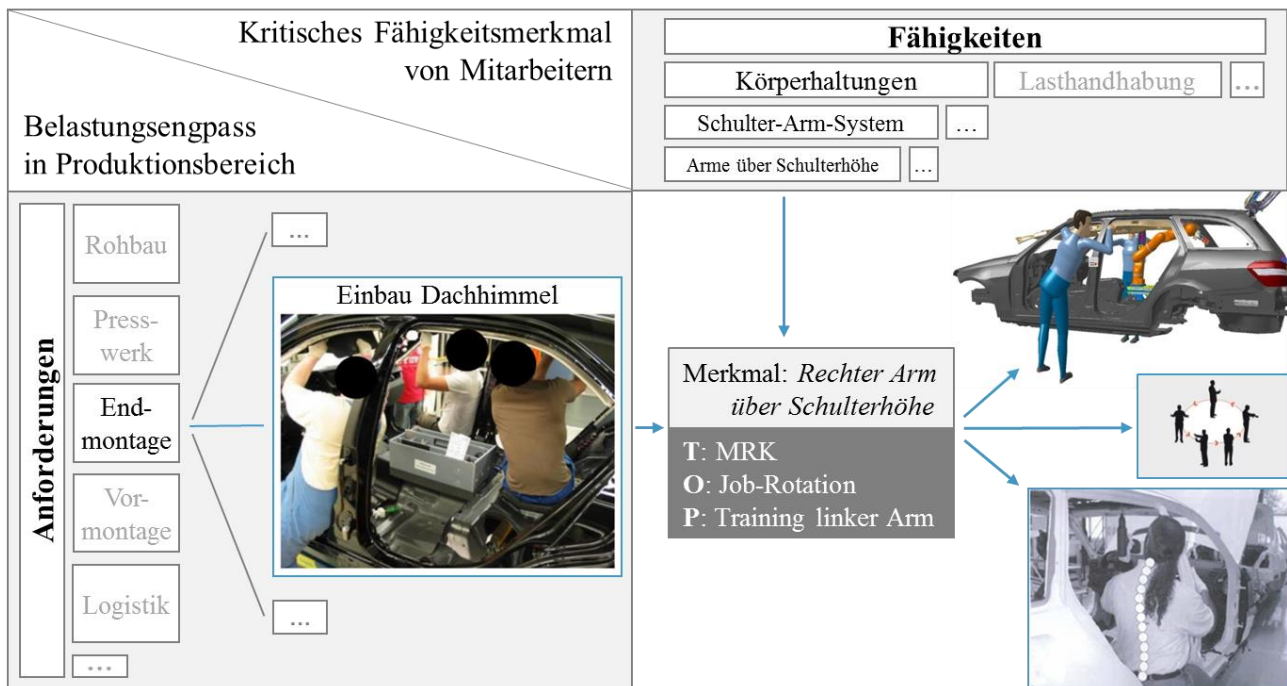 Kritisches Fähigkeitsmerkmal
von Mitarbeitern
Belastungsengpass
in Produktionsbereich
Fähigkeiten
Körperhaltungen
Lasthandhabung
...
Schulter-Arm-System
...
Arme über Schulterhöhe
...
Anforderungen
Rohbau
Press-
werk
End-
montage
Vor-
montage
Logistik
...
...
Einbau Dachhimmel
...
Merkmal: Rechter Arm
über Schulterhöhe
T: MRK
O: Job-Rotation
P: Training linker Arm